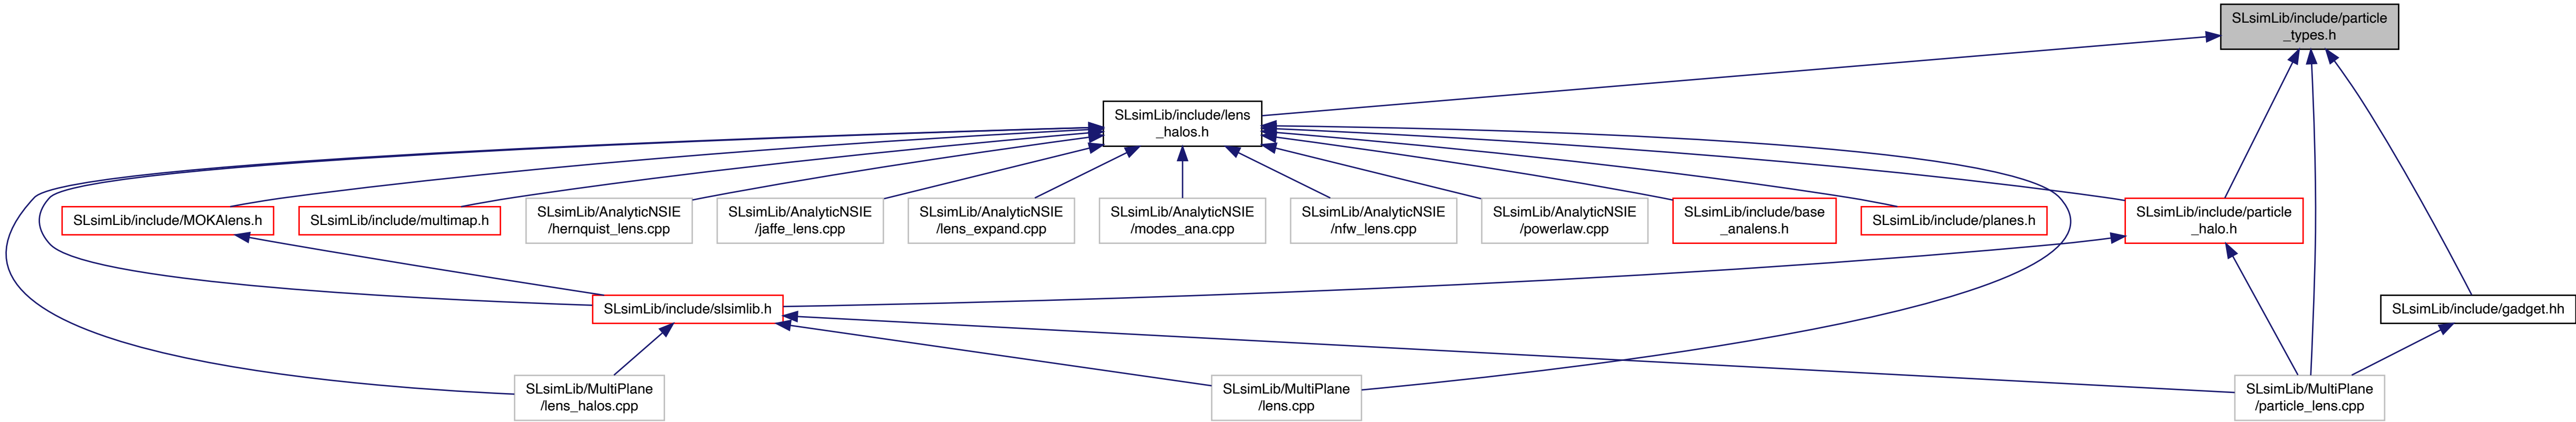 SLsimLib/include/particle
_types.h
SLsimLib/include/lens
_halos.h
SLsimLib/include/MOKAlens.h
SLsimLib/include/multimap.h
SLsimLib/AnalyticNSIE
/hernquist_lens.cpp
SLsimLib/AnalyticNSIE
/jaffe_lens.cpp
SLsimLib/AnalyticNSIE
/lens_expand.cpp
SLsimLib/AnalyticNSIE
/modes_ana.cpp
SLsimLib/AnalyticNSIE
/nfw_lens.cpp
SLsimLib/AnalyticNSIE
/powerlaw.cpp
SLsimLib/include/base
_analens.h
SLsimLib/include/planes.h
SLsimLib/include/particle
_halo.h
SLsimLib/include/slsimlib.h
SLsimLib/include/gadget.hh
SLsimLib/MultiPlane
/lens_halos.cpp
SLsimLib/MultiPlane
/lens.cpp
SLsimLib/MultiPlane
/particle_lens.cpp